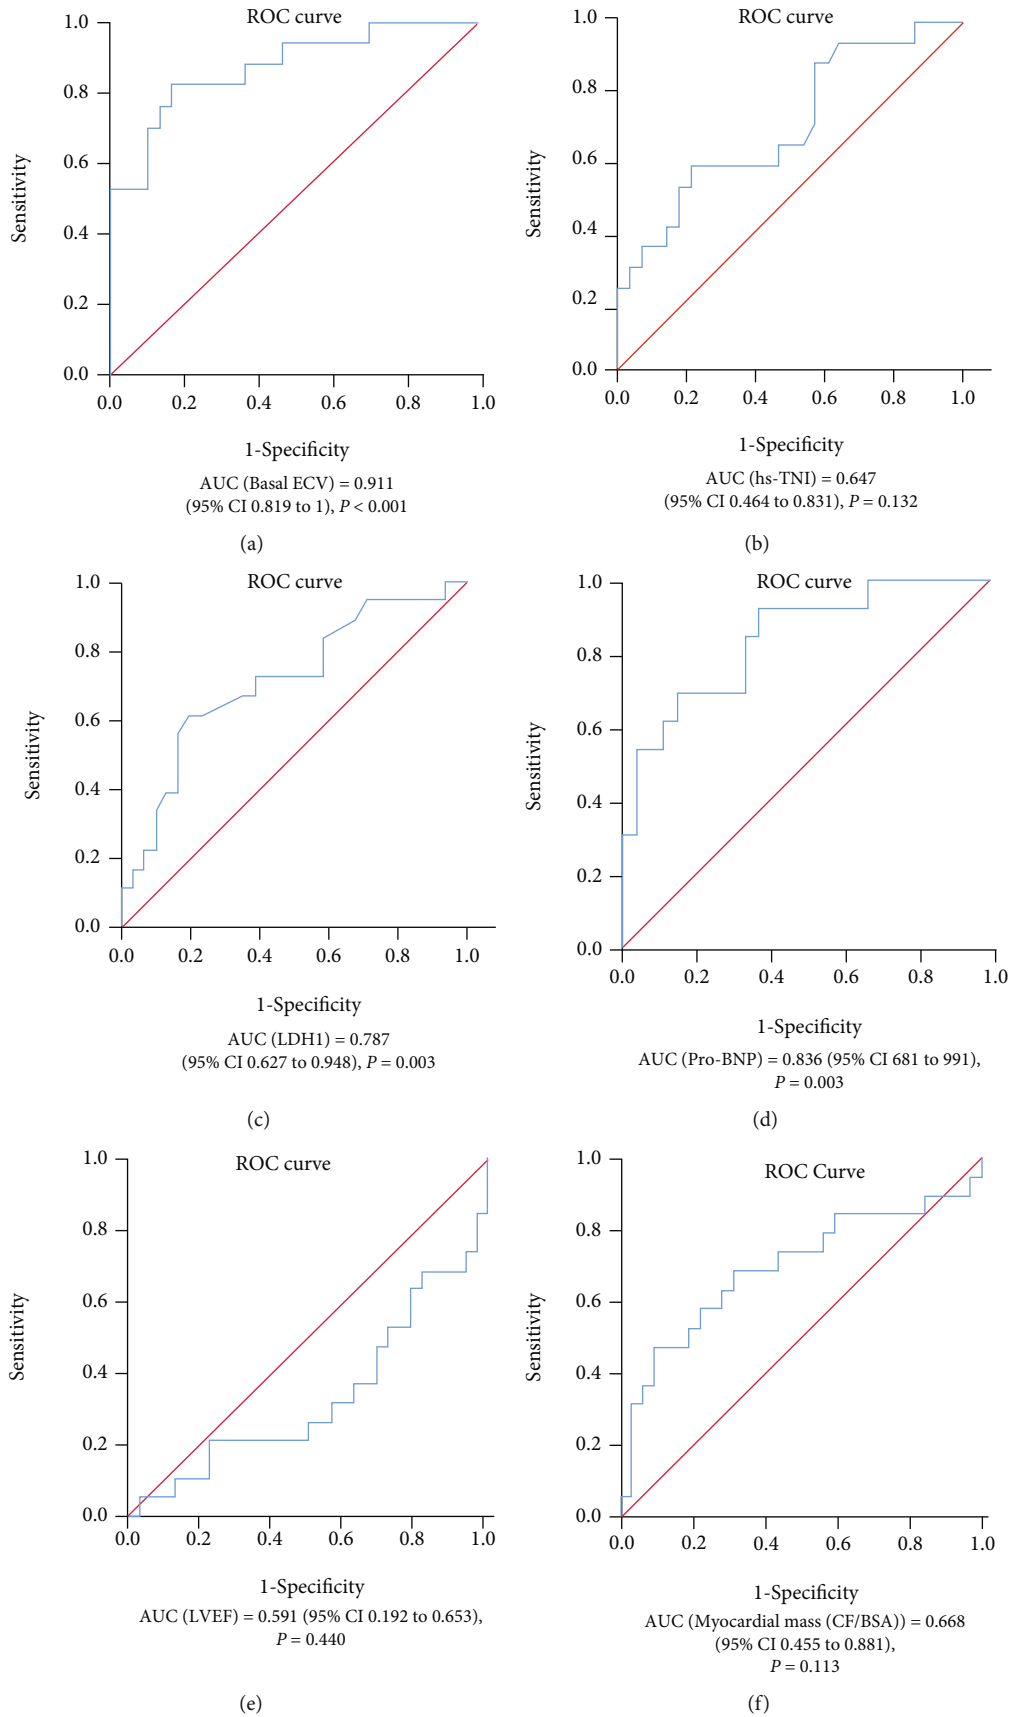 ROC curve
1.0
0.8
0.6
0.4
0.2
0.0
Sensitivity
0.0 0.2 0.4 0.6 0.8 1.0
1-Specificity
AUC (Basal ECV) = 0.911
(95% CI 0.819 to 1), P < 0.001
(a)
ROC curve
1.0
0.8
0.6
0.4
0.2
0.0
Sensitivity
0.0 0.2 0.4 0.6 0.8 1.0
1-Specificity
AUC (hs-TNI) = 0.647
(95% CI 0.464 to 0.831), P = 0.132
(b)
ROC curve
1.0
0.8
0.6
0.4
0.2
0.0
Sensitivity
0.0 0.2 0.4 0.6 0.8 1.0
1-Specificity
AUC (LDH1) = 0.787
(95% CI 0.627 to 0.948), P = 0.003
(c)
ROC curve
1.0
0.8
0.6
0.4
0.2
0.0
Sensitivity
0.0 0.2 0.4 0.6 0.8 1.0
1-Specificity
AUC (Pro-BNP) = 0.836 (95% CI 681 to 991),
P = 0.003
(d)
ROC curve
1.0
0.8
0.6
0.4
0.2
0.0
Sensitivity
0.0 0.2 0.4 0.6 0.8 1.0
1-Specificity
AUC (LVEF) = 0.591 (95% CI 0.192 to 0.653),
P = 0.440
(e)
ROC Curve
1.0
0.8
0.6
0.4
0.2
0.0
Sensitivity
0.0 0.2 0.4 0.6 0.8 1.0
1-Specificity
AUC (Myocardial mass (CF/BSA)) = 0.668
(95% CI 0.455 to 0.881),
P = 0.113
(f)